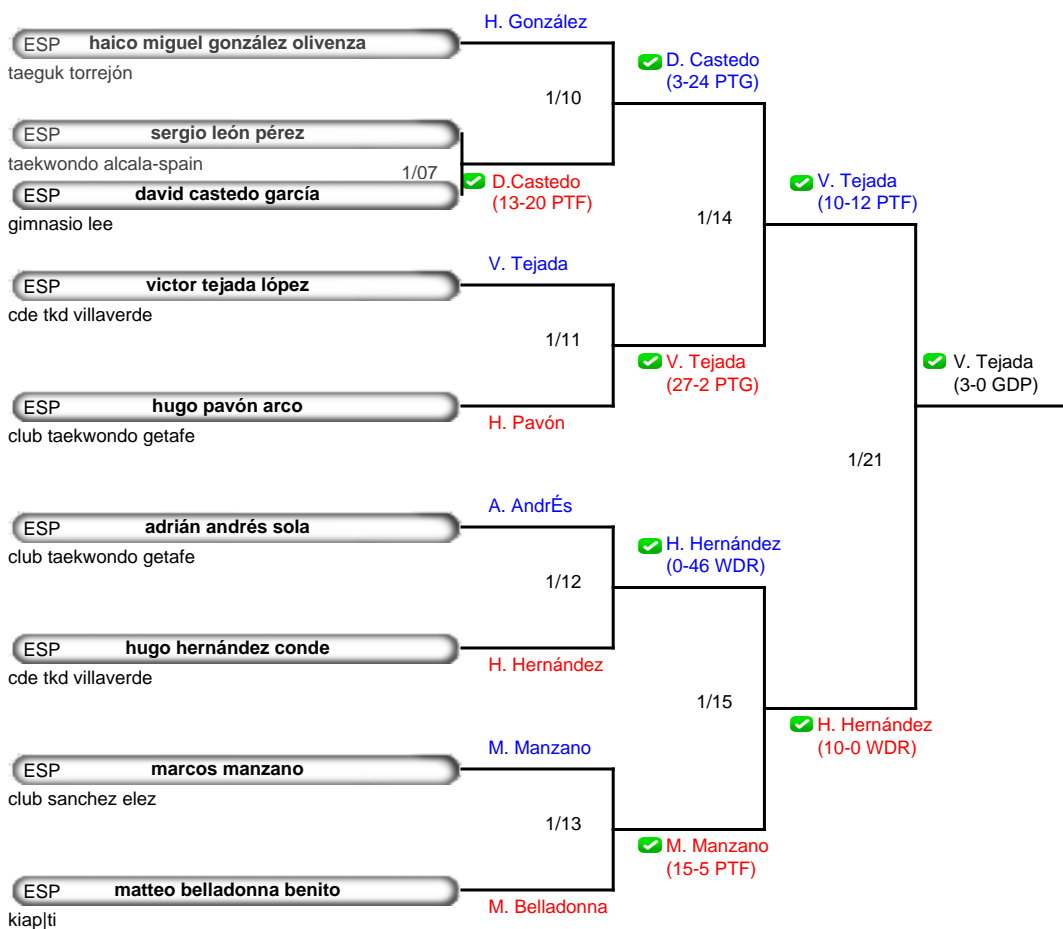 H. González
ESP haico miguel gonzález olivenza
taeguk torrejón
D. Castedo
(3-24 PTG)
1/10
ESP sergio león pérez
taekwondo alcala-spain
1/07
ESP david castedo garcía
gimnasio lee
D.Castedo
(13-20 PTF)
V. Tejada
(10-12 PTF)
1/14
V. Tejada
ESP victor tejada lópez
cde tkd villaverde
1/11
V. Tejada
(27-2 PTG)
V. Tejada
(3-0 GDP)
ESP hugo pavón arco
club taekwondo getafe
H. Pavón
1/21
A. AndrÉs
ESP adrián andrés sola
club taekwondo getafe
H. Hernández
(0-46 WDR)
1/12
ESP hugo hernández conde
cde tkd villaverde
H. Hernández
1/15
H. Hernández
(10-0 WDR)
M. Manzano
ESP marcos manzano
club sanchez elez
1/13
M. Manzano
(15-5 PTF)
ESP matteo belladonna benito
kiap|ti
M. Belladonna